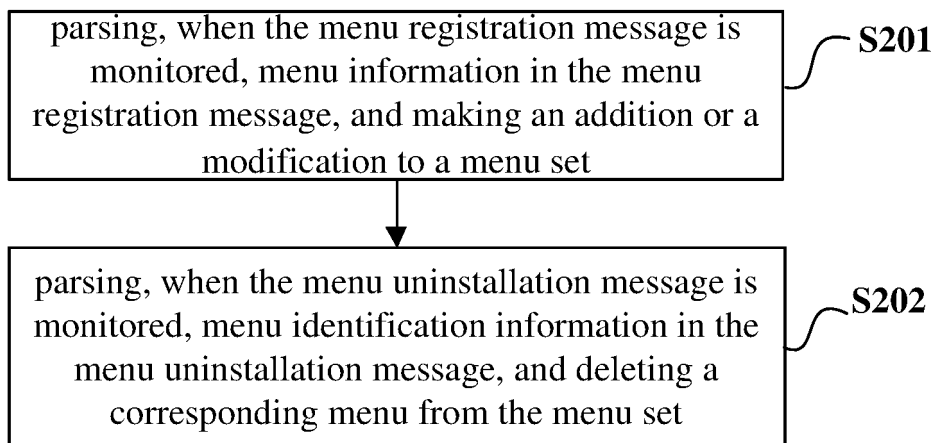 parsing, when the menu registration message is
monitored, menu information in the menu
registration message, and making an addition or a
modification to a menu set
S201
parsing, when the menu uninstallation message is
monitored, menu identification information in the
menu uninstallation message, and deleting a
corresponding menu from the menu set
S202